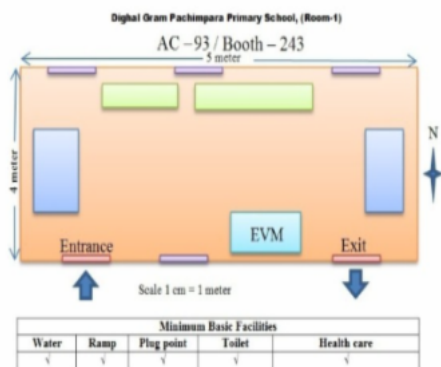 Dighal Gram Pachimpara Primary School, (Room-1)
AC – 93 / Booth – 243
5 meter
4 meter
N
EVM
Entrance
Exit
Scale 1 cm = 1 meter
Minimum Basic Facilities
Water Ramp Plug point Toilet Health care
√ √ √ √ √